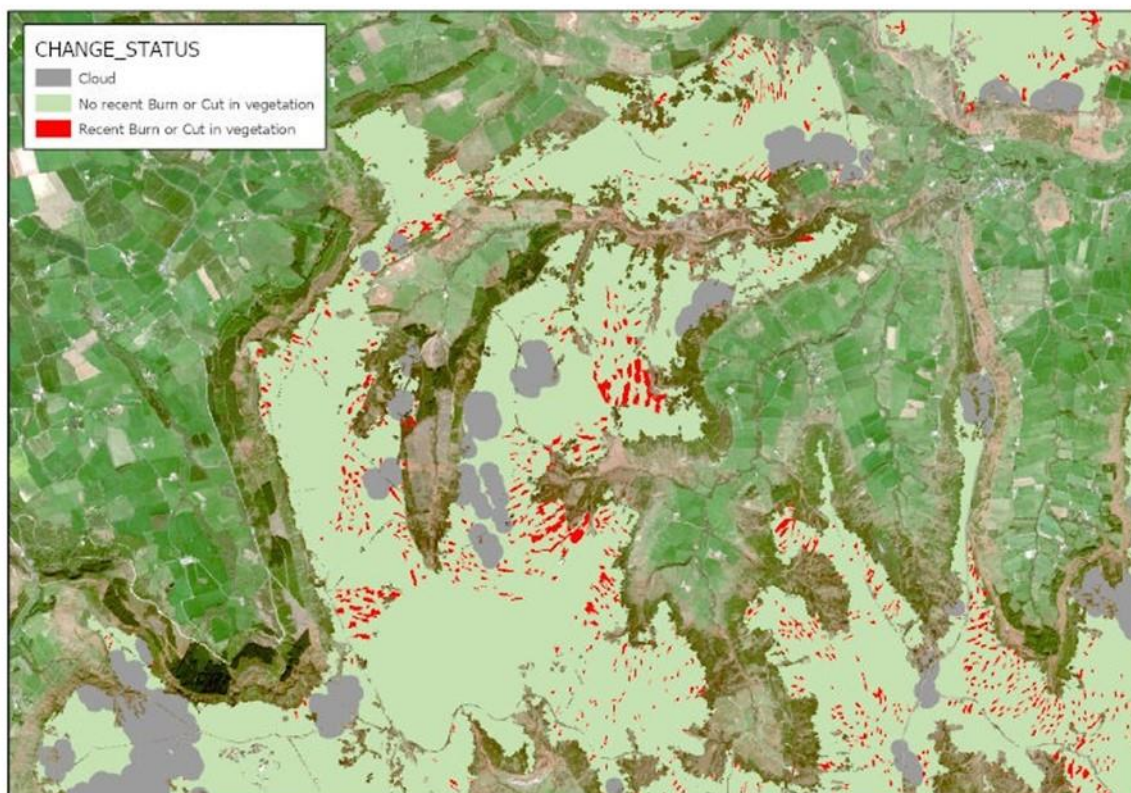 CHANGE_STATUS
Cloud
No recent Burn or Cut in vegetation
Recent Burn or Cut in vegetation